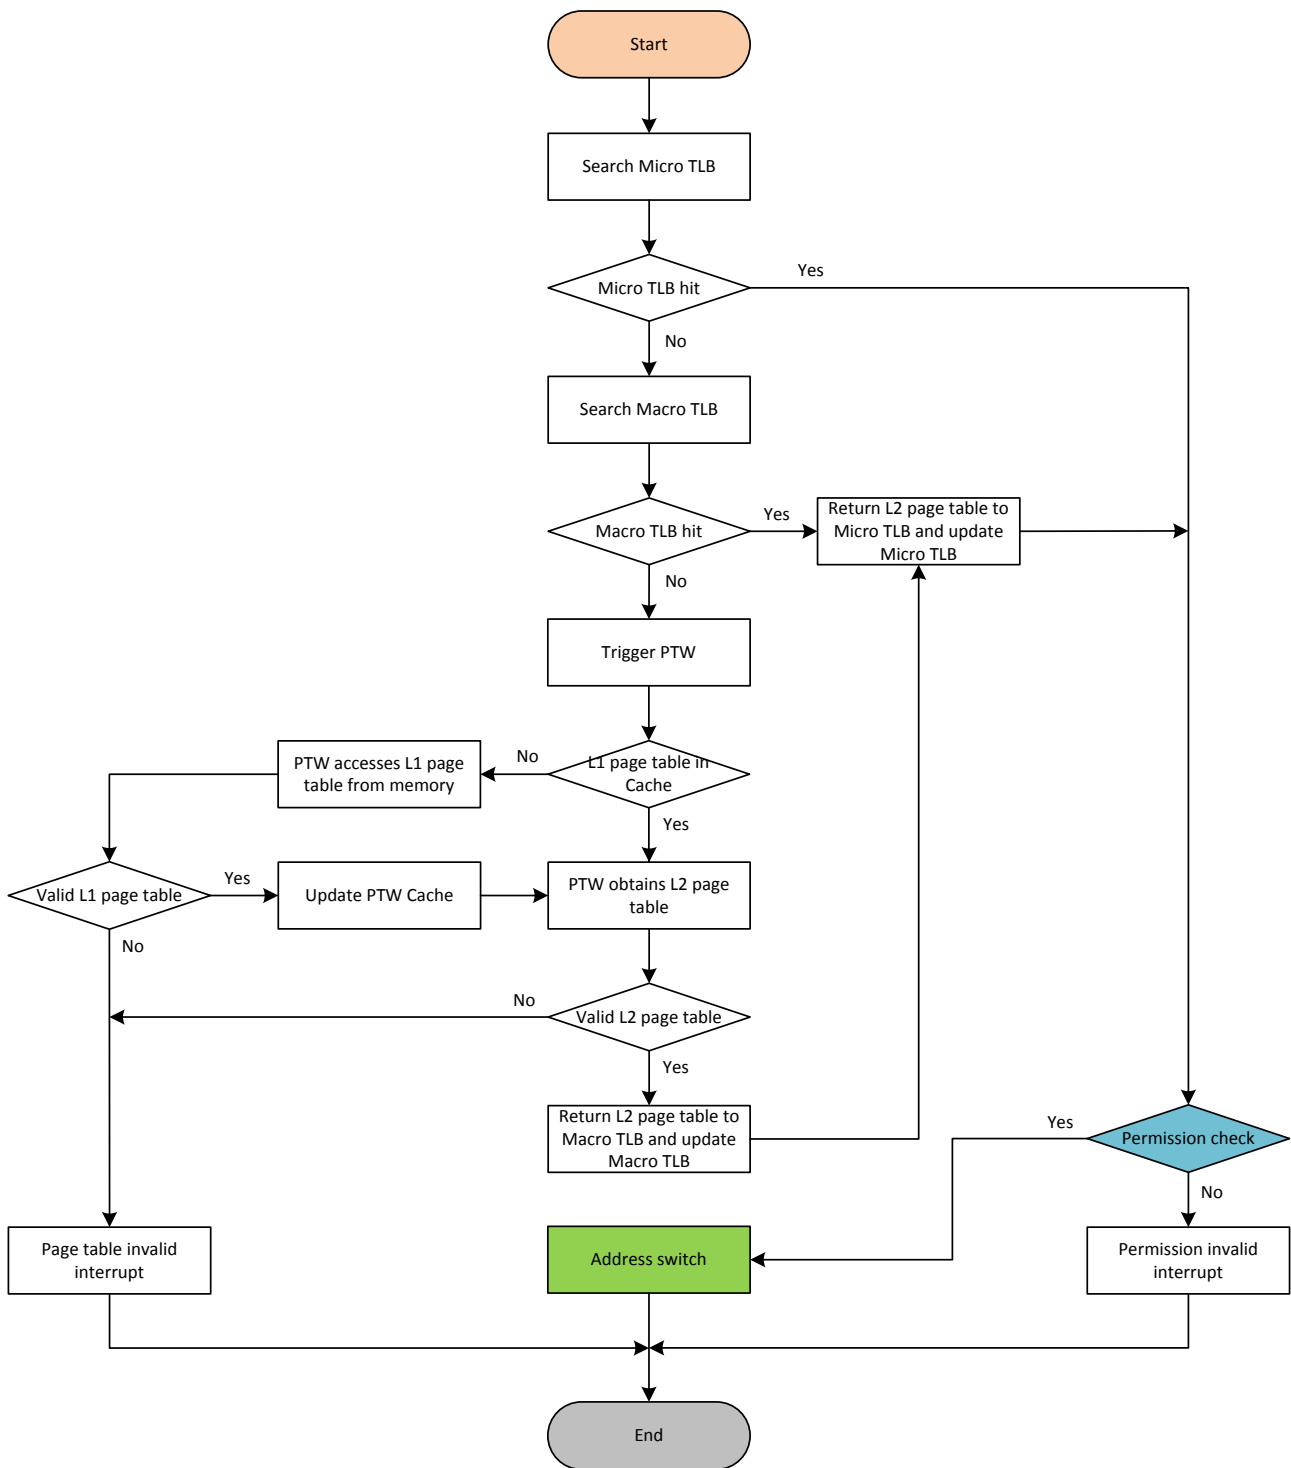 Start
Search Micro TLB
Yes
Micro TLB hit
No
Search Macro TLB
Macro TLB hit
Yes
Return L2 page table to
Micro TLB and update
Micro TLB
No
Trigger PTW
PTW accesses L1 page
table from memory
No
L1 page table in
Cache
Yes
Valid L1 page table
Yes
Update PTW Cache
PTW obtains L2 page
table
No
No
Valid L2 page table
Yes
Return L2 page table to
Macro TLB and update
Macro TLB
Yes
Permission check
No
Page table invalid
interrupt
Address switch
Permission invalid
interrupt
End